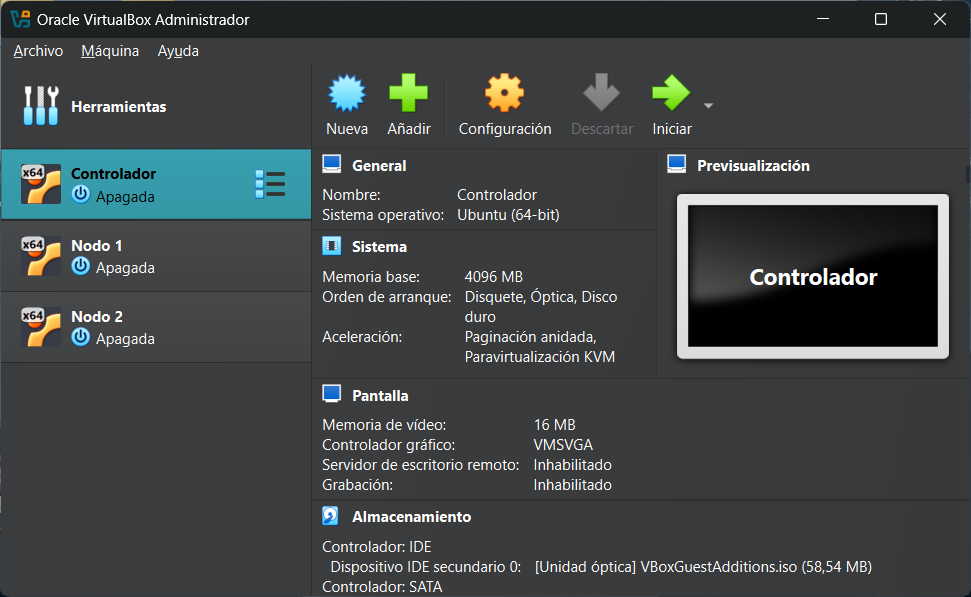 Oracle VirtualBox Administrador
Archivo Máquina Ayuda
Herramientas
Nueva Añadir Configuración Descartar Iniciar
x64
Controlador
Apagada
x64
Nodo 1
Apagada
x64
Nodo 2
Apagada
General
Nombre: Controlador
Sistema operativo: Ubuntu (64-bit)
Sistema
Memoria base: 4096 MB
Orden de arranque: Disquete, Óptica, Disco
duro
Aceleración: Paginación anidada,
Paravirtualización KVM
Previsualización
Controlador
Pantalla
Memoria de vídeo: 16 MB
Controlador gráfico: VMSVGA
Servidor de escritorio remoto: Inhabilitado
Grabación: Inhabilitado
Almacenamiento
Controlador: IDE
Dispositivo IDE secundario 0: [Unidad óptica] VBoxGuestAdditions.iso (58,54 MB)
Controlador: SATA